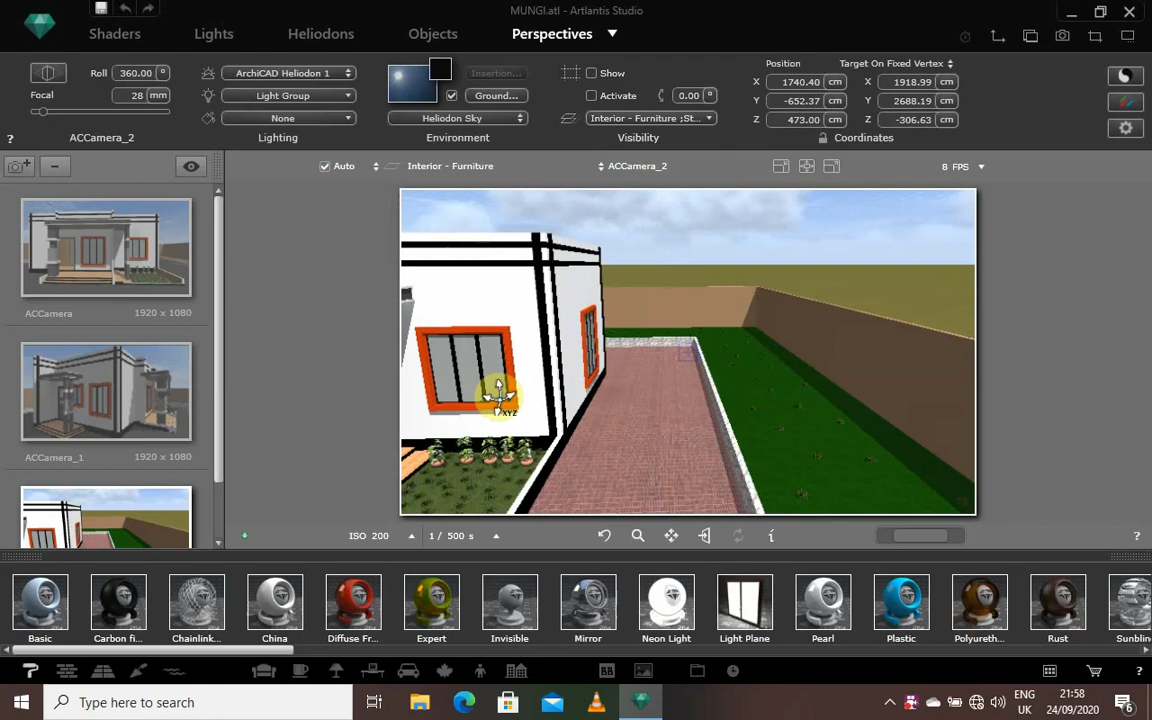 MUNGI.atl - Artlantis Studio
Shaders Lights Heliodons Objects Perspectives
Roll 360.00 °
Focal 28 mm
? ACCamera_2
ArchiCAD Heliodon 1
Light Group
None
Lighting
Insertion...
Ground...
Heliodon Sky
Environment
Show
Activate 0.00 °
Interior - Furniture ;St...
Visibility
Position Target On Fixed Vertex
X 1740.40 cm X 1918.99 cm
Y -652.37 cm Y 2688.19 cm
Z 473.00 cm Z -306.63 cm
Coordinates
Auto Interior - Furniture ACCamera_2 8 FPS
ACCamera 1920 x 1080
ACCamera_1 1920 x 1080
XYZ
ISO 200 1 / 500 s i ?
Basic Carbon fi... Chainlink... China Diffuse Fr... Expert Invisible Mirror Neon Light Light Plane Pearl Plastic Polyureth... Rust Sunblin
?
Type here to search
ENG
UK
21:58
24/09/2020
6